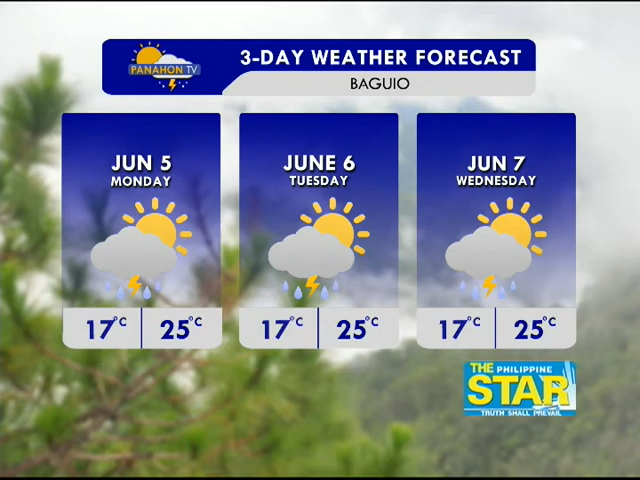 PANAHON TV
3-DAY WEATHER FORECAST
BAGUIO
JUN 5
MONDAY
17°C
25°C
JUNE 6
TUESDAY
17°C
25°C
JUN 7
WEDNESDAY
17°C
25°C
THE PHILIPPINE
STAR
TRUTH SHALL PREVAIL